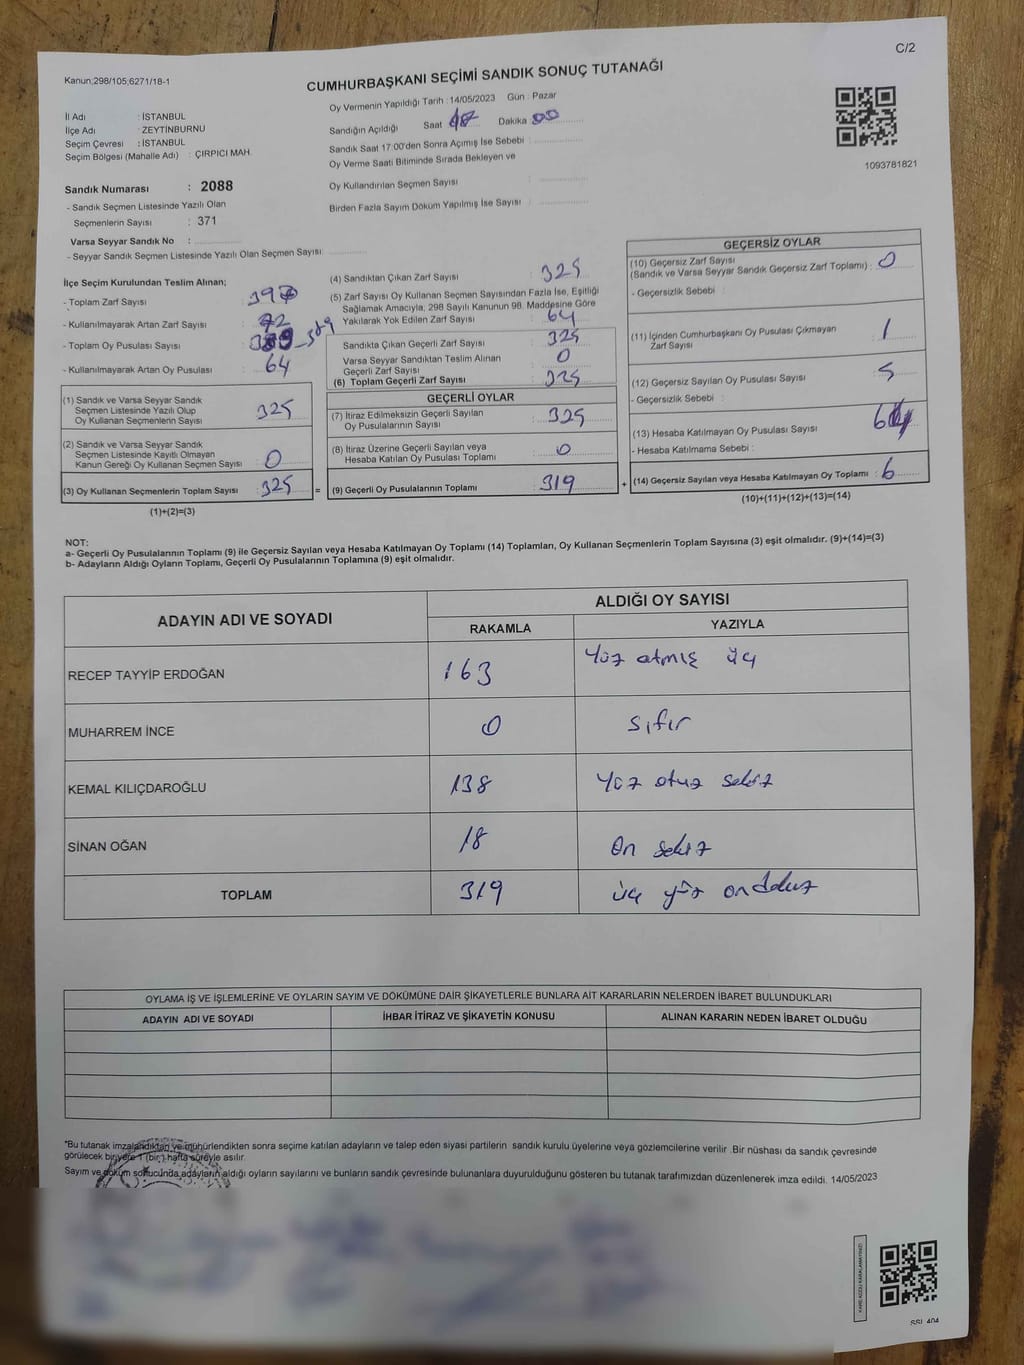 C/2
Kanun;298/105;6271/18-1
CUMHURBAŞKANI SEÇİMİ SANDIK SONUÇ TUTANAĞI
İl Adı : İSTANBUL
İlçe Adı : ZEYTİNBURNU
Seçim Çevresi : İSTANBUL
Seçim Bölgesi (Mahalle Adı) : ÇIRPICI MAH.
Sandık Numarası : 2088
- Sandık Seçmen Listesinde Yazılı Olan
Seçmenlerin Sayısı : 371
Varsa Seyyar Sandık No :
- Seyyar Sandık Seçmen Listesinde Yazılı Olan Seçmen Sayısı
Oy Vermenin Yapıldığı Tarih : 14/05/2023 Gün : Pazar
Sandığın Açıldığı Saat Dakika 00
Sandık Saat 17:00'den Sonra Açımış İse Sebebi :
Oy Verme Saati Bitiminde Sırada Bekleyen ve
Oy Kullandırılan Seçmen Sayısı :
Birden Fazla Sayım Döküm Yapılmış İse Sayısı :
1093781821
İlçe Seçim Kurulundan Teslim Alınan;
- Toplam Zarf Sayısı :
- Kullanılmayarak Artan Zarf Sayısı : 72
- Toplam Oy Pusulası Sayısı : 389
- Kullanılmayarak Artan Oy Pusulası : 64
(1) Sandık ve Varsa Seyyar Sandık
Seçmen Listesinde Yazılı Olup
Oy Kullanan Seçmenlerin Sayısı : 325
(2) Sandık ve Varsa Seyyar Sandık
Seçmen Listesinde Kayıtlı Olmayan
Kanun Gereği Oy Kullanan Seçmen Sayısı : 0
(3) Oy Kullanan Seçmenlerin Toplam Sayısı : 325 =
(1)+(2)=(3)
(4) Sandıktan Çıkan Zarf Sayısı : 325
(5) Zarf Sayısı Oy Kullanan Seçmen Sayısından Fazla İse, Eşitliği
Sağlamak Amacıyla, 298 Sayılı Kanunun 98. Maddesine Göre
Yakılarak Yok Edilen Zarf Sayısı : 64
Sandıkta Çıkan Geçerli Zarf Sayısı : 325
Varsa Seyyar Sandıktan Teslim Alınan
Geçerli Zarf Sayısı : 0
(6) Toplam Geçerli Zarf Sayısı : 325
GEÇERLİ OYLAR
(7) İtiraz Edilmeksizin Geçerli Sayılan
Oy Pusulalarının Sayısı : 325
(8) İtiraz Üzerine Geçerli Sayılan veya
Hesaba Katılan Oy Pusulası Toplamı : 0
(9) Geçerli Oy Pusulalarının Toplamı : 319 +
GEÇERSİZ OYLAR
(10) Geçersiz Zarf Sayısı
(Sandık ve Varsa Seyyar Sandık Geçersiz Zarf Toplamı) : 0
- Geçersizlik Sebebi :
(11) İçinden Cumhurbaşkanı Oy Pusulası Çıkmayan
Zarf Sayısı : 1
(12) Geçersiz Sayılan Oy Pusulası Sayısı : 5
- Geçersizlik Sebebi :
(13) Hesaba Katılmayan Oy Pusulası Sayısı : 64
- Hesaba Katılmama Sebebi :
(14) Geçersiz Sayılan veya Hesaba Katılmayan Oy Toplamı : 6
(10)+(11)+(12)+(13)=(14)
NOT:
a- Geçerli Oy Pusulalarının Toplamı (9) ile Geçersiz Sayılan veya Hesaba Katılmayan Oy Toplamı (14) Toplamları, Oy Kullanan Seçmenlerin Toplam Sayısına (3) eşit olmalıdır. (9)+(14)=(3)
b- Adayların Aldığı Oyların Toplamı, Geçerli Oy Pusulalarının Toplamına (9) eşit olmalıdır.
ADAYIN ADI VE SOYADI ALDIĞI OY SAYISI
RAKAMLA YAZIYLA
RECEP TAYYİP ERDOĞAN 163 Yüz atmış üç
MUHARREM İNCE 0 sıfır
KEMAL KILIÇDAROĞLU 138 Yüz otuz sekiz
SİNAN OĞAN 18 On sekiz
TOPLAM 319 üç yüz ondokuz
OYLAMA İŞ VE İŞLEMLERİNE VE OYLARIN SAYIM VE DÖKÜMÜNE DAİR ŞİKAYETLERLE BUNLARA AİT KARARLARIN NELERDEN İBARET BULUNDUKLARI
ADAYIN ADI VE SOYADI İHBAR İTİRAZ VE ŞİKAYETİN KONUSU ALINAN KARARIN NEDEN İBARET OLDUĞU
*Bu tutanak imzalandıktan ve mühürlendikten sonra seçime katılan adayların ve talep eden siyasi partilerin sandık kurulu üyelerine veya gözlemcilerine verilir .Bir nüshası da sandık çevresinde
görülecek bir yere 1 (bir) hafta süreyle asılır.
Sayım ve döküm sonucunda adayların aldığı oyların sayılarını ve bunların sandık çevresinde bulunanlara duyurulduğunu gösteren bu tutanak tarafımızdan düzenlenerek imza edildi. 14/05/2023
KARE KODU KARALAMAYINIZ!